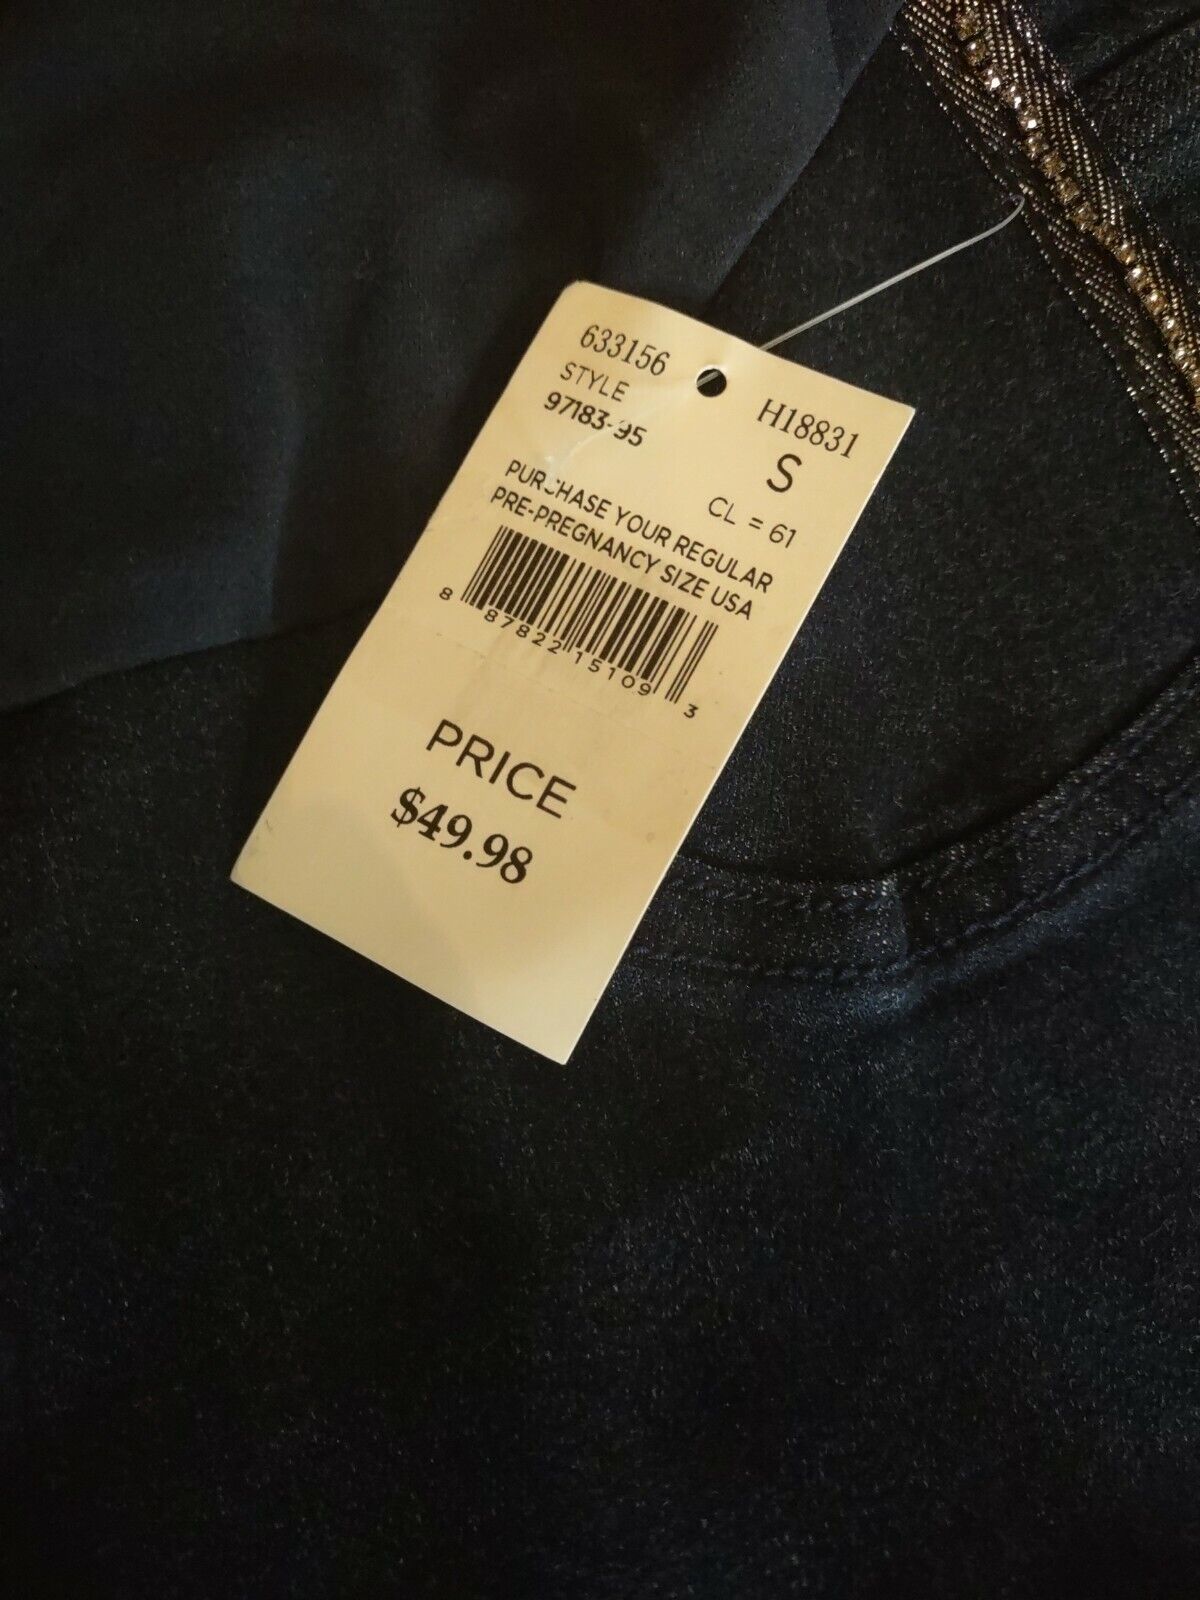 633156
H18831
STYLE
97183-95
S
CL = 61
PURCHASE YOUR REGULAR
PRE-PREGNANCY SIZE USA
8 87822 15109 3
PRICE
$49.98